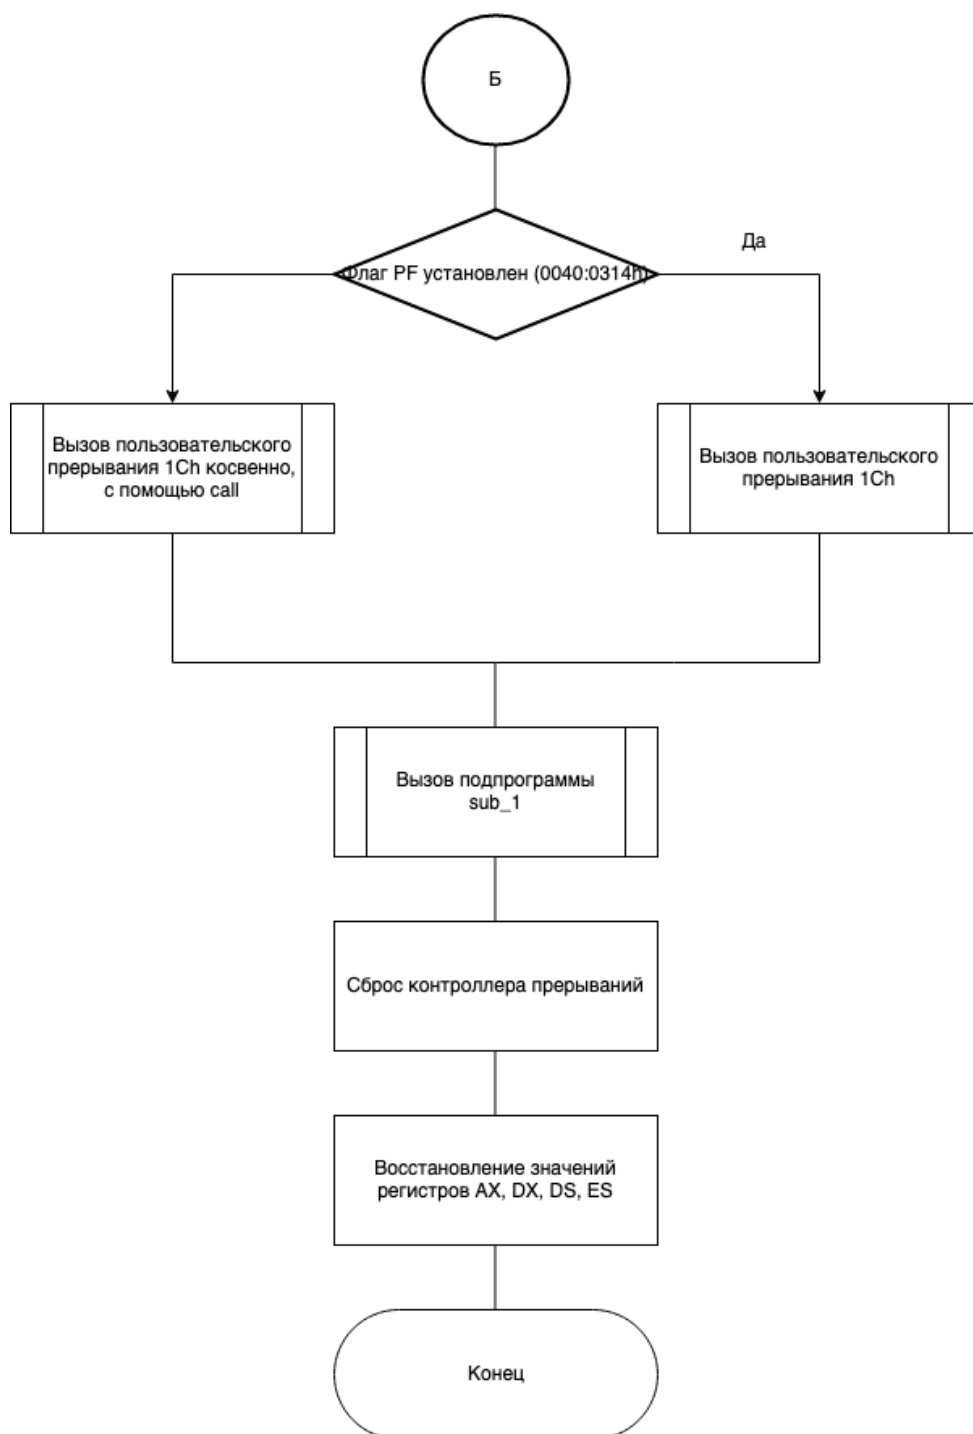 Б
Да
Флаг PF установлен (0040:0314h)
Вызов пользовательского
прерывания 1Ch косвенно,
с помощью call
Вызов пользовательского
прерывания 1Ch
Вызов подпрограммы
sub_1
Сброс контроллера прерываний
Восстановление значений
регистров AX, DX, DS, ES
Конец